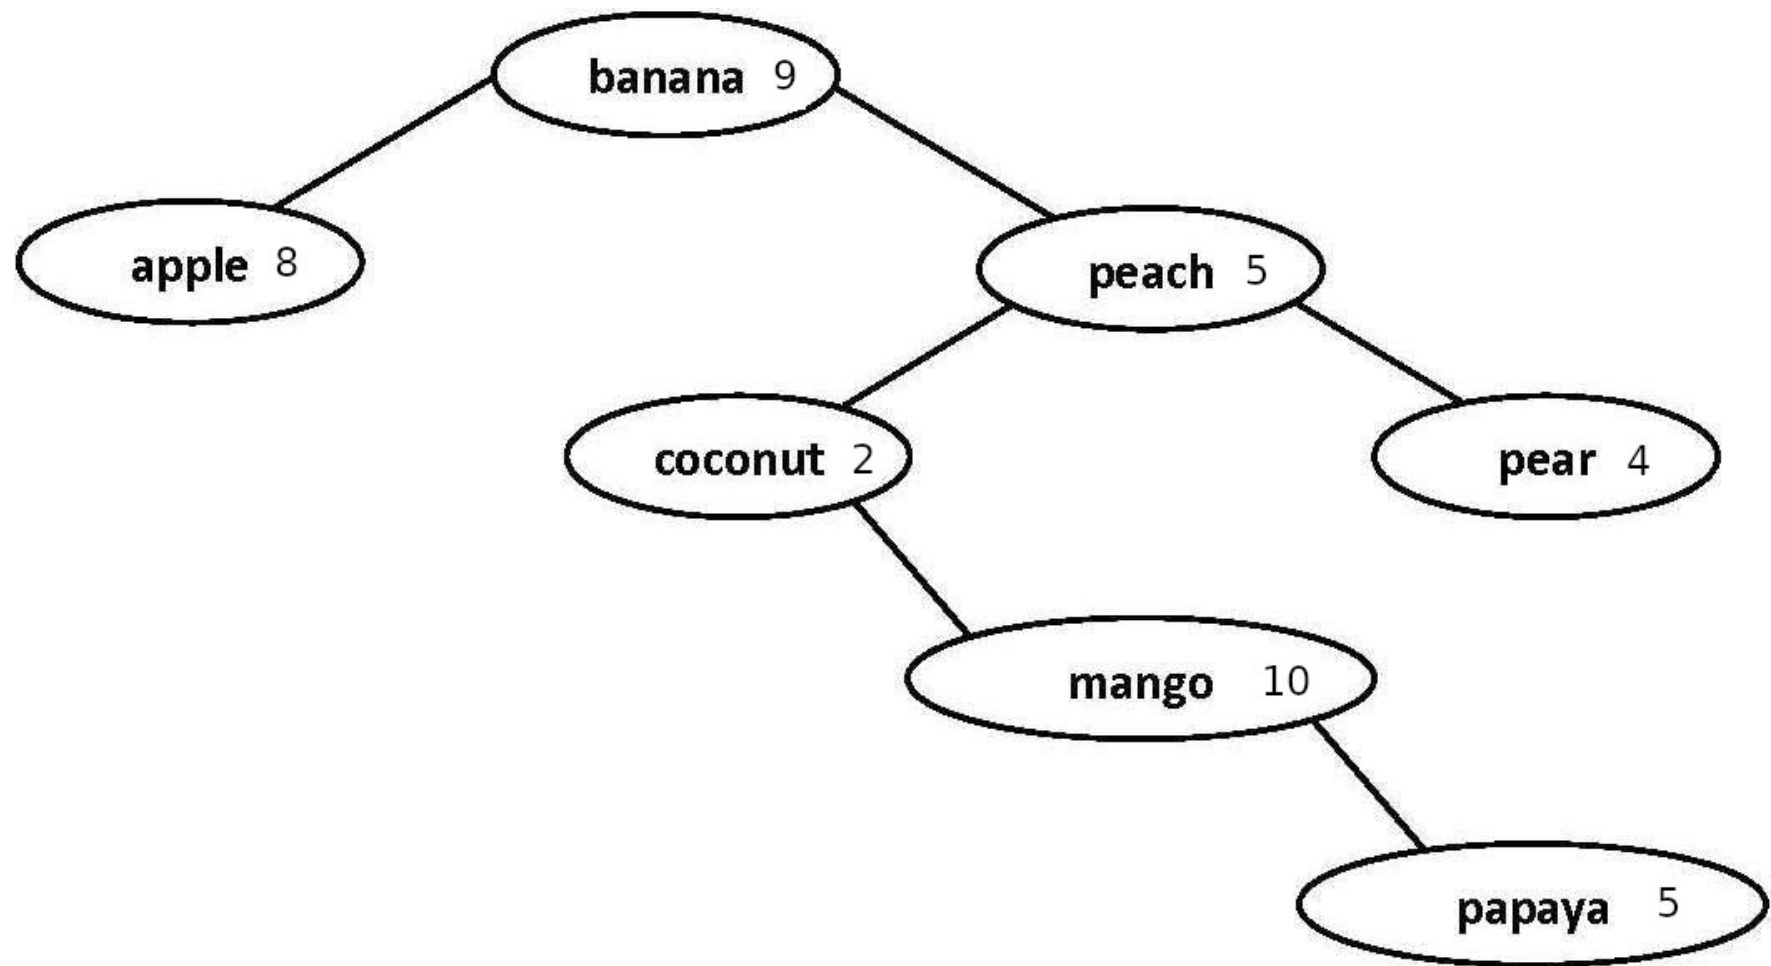 banana 9
apple 8
peach 5
coconut 2
pear 4
mango 10
papaya 5